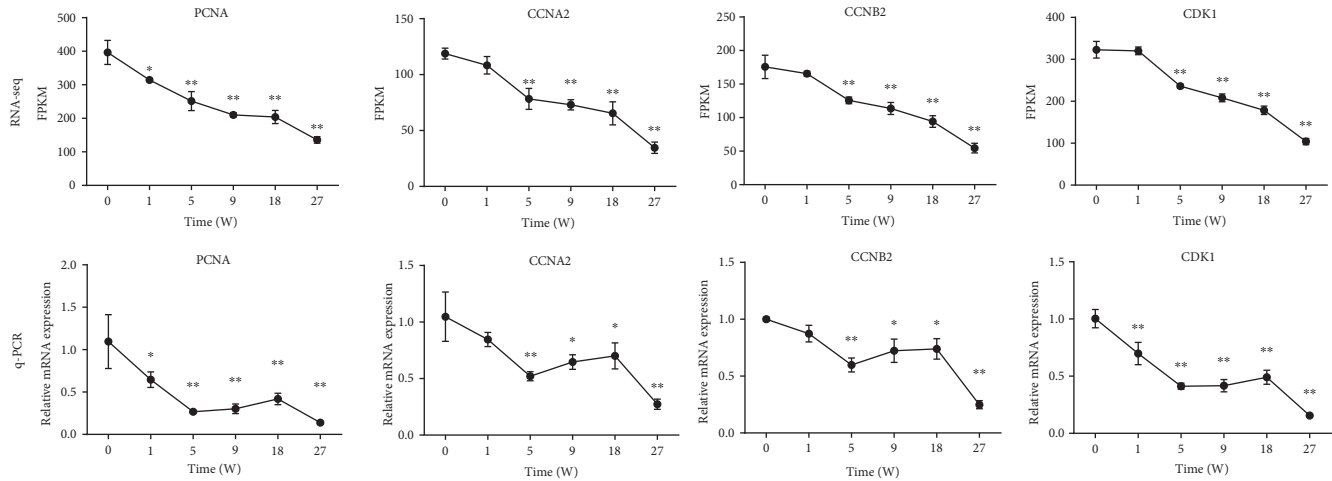 RNA-seq
PCNA
FPKM
500
400
300
200
100
0
*
**
**
**
**
0 1 5 9 18 27
Time (W)
CCNA2
FPKM
150
100
50
0
**
**
**
**
0 1 5 9 18 27
Time (W)
CCNB2
FPKM
250
200
150
100
50
0
**
**
**
**
0 1 5 9 18 27
Time (W)
CDK1
FPKM
400
300
200
100
0
**
**
**
**
0 1 5 9 18 27
Time (W)
q-PCR
PCNA
Relative mRNA expression
2.0
1.5
1.0
0.5
0.0
*
**
**
**
**
0 1 5 9 18 27
Time (W)
CCNA2
Relative mRNA expression
1.5
1.0
0.5
0.0
**
*
*
**
0 1 5 9 18 27
Time (W)
CCNB2
Relative mRNA expression
1.5
1.0
0.5
0.0
**
*
*
**
0 1 5 9 18 27
Time (W)
CDK1
Relative mRNA expression
1.5
1.0
0.5
0.0
**
**
**
**
**
0 1 5 9 18 27
Time (W)